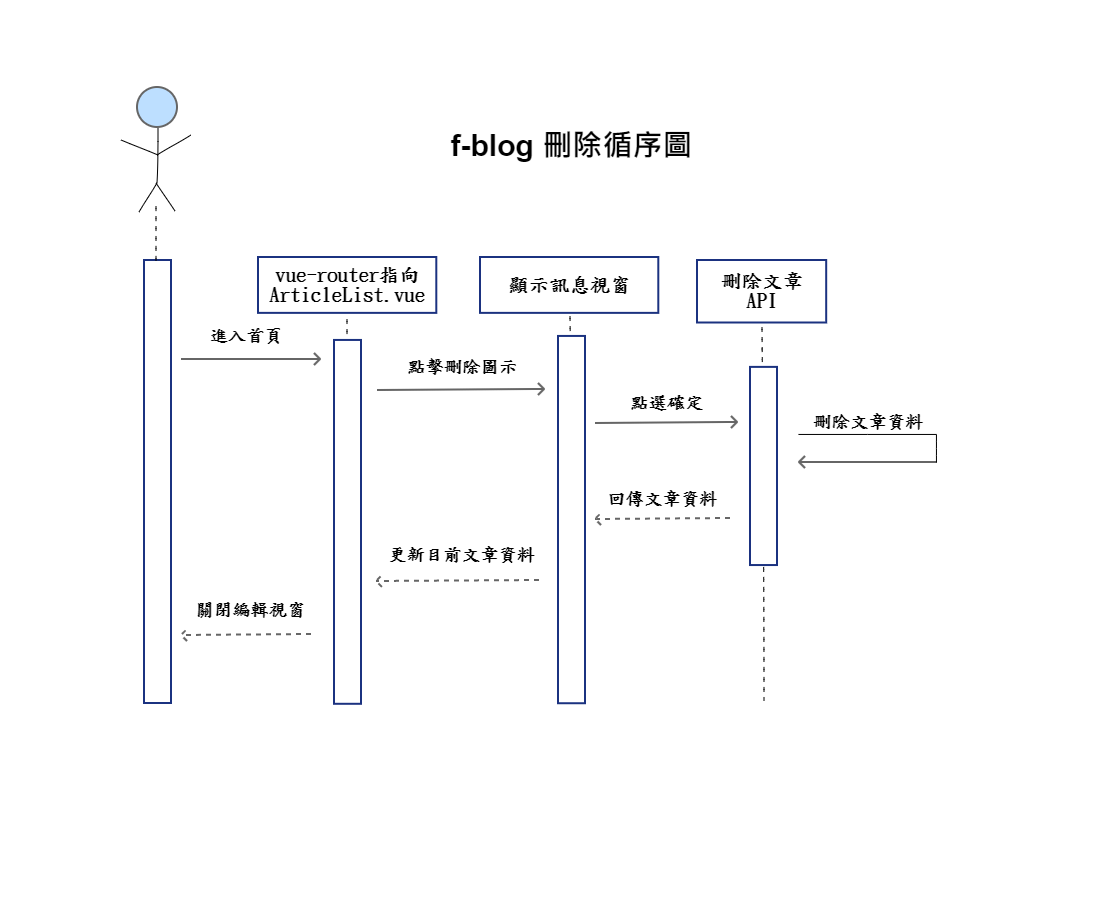 f-blog 刪除循序圖
vue-router指向
ArticleList.vue
顯示訊息視窗
刪除文章
API
進入首頁
點擊刪除圖示
點選確定
刪除文章資料
回傳文章資料
更新目前文章資料
關閉編輯視窗